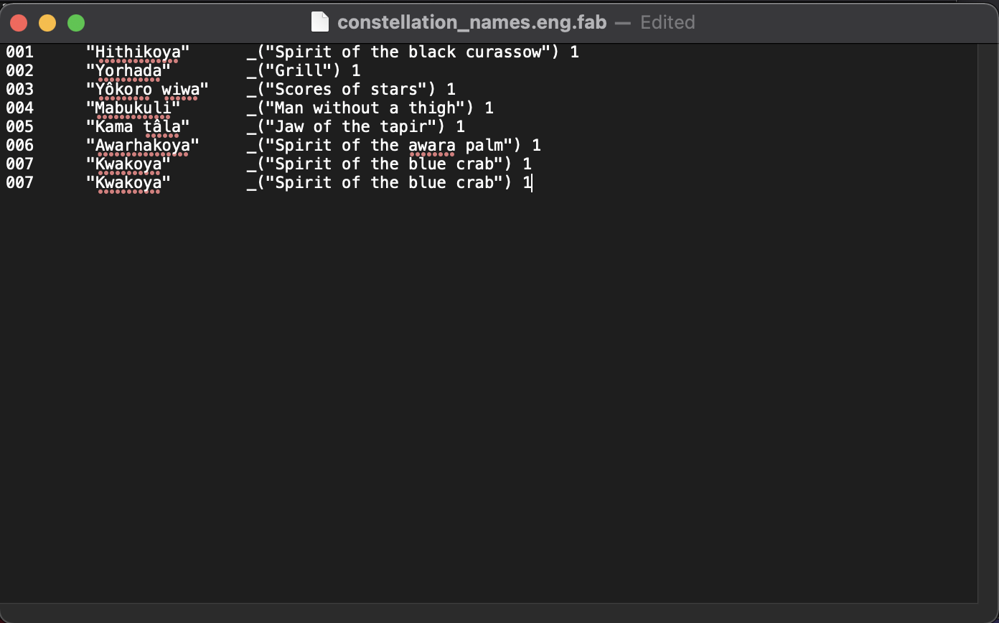 constellation_names.eng.fab — Edited
001 "Hithikoya" _("Spirit of the black curassow") 1
002 "Yorhada" _("Grill") 1
003 "Yôkoro wiwa" _("Scores of stars") 1
004 "Mabukuli" _("Man without a thigh") 1
005 "Kama tâla" _("Jaw of the tapir") 1
006 "Awarhakoya" _("Spirit of the awara palm") 1
007 "Kwakoya" _("Spirit of the blue crab") 1
007 "Kwakoya" _("Spirit of the blue crab") 1